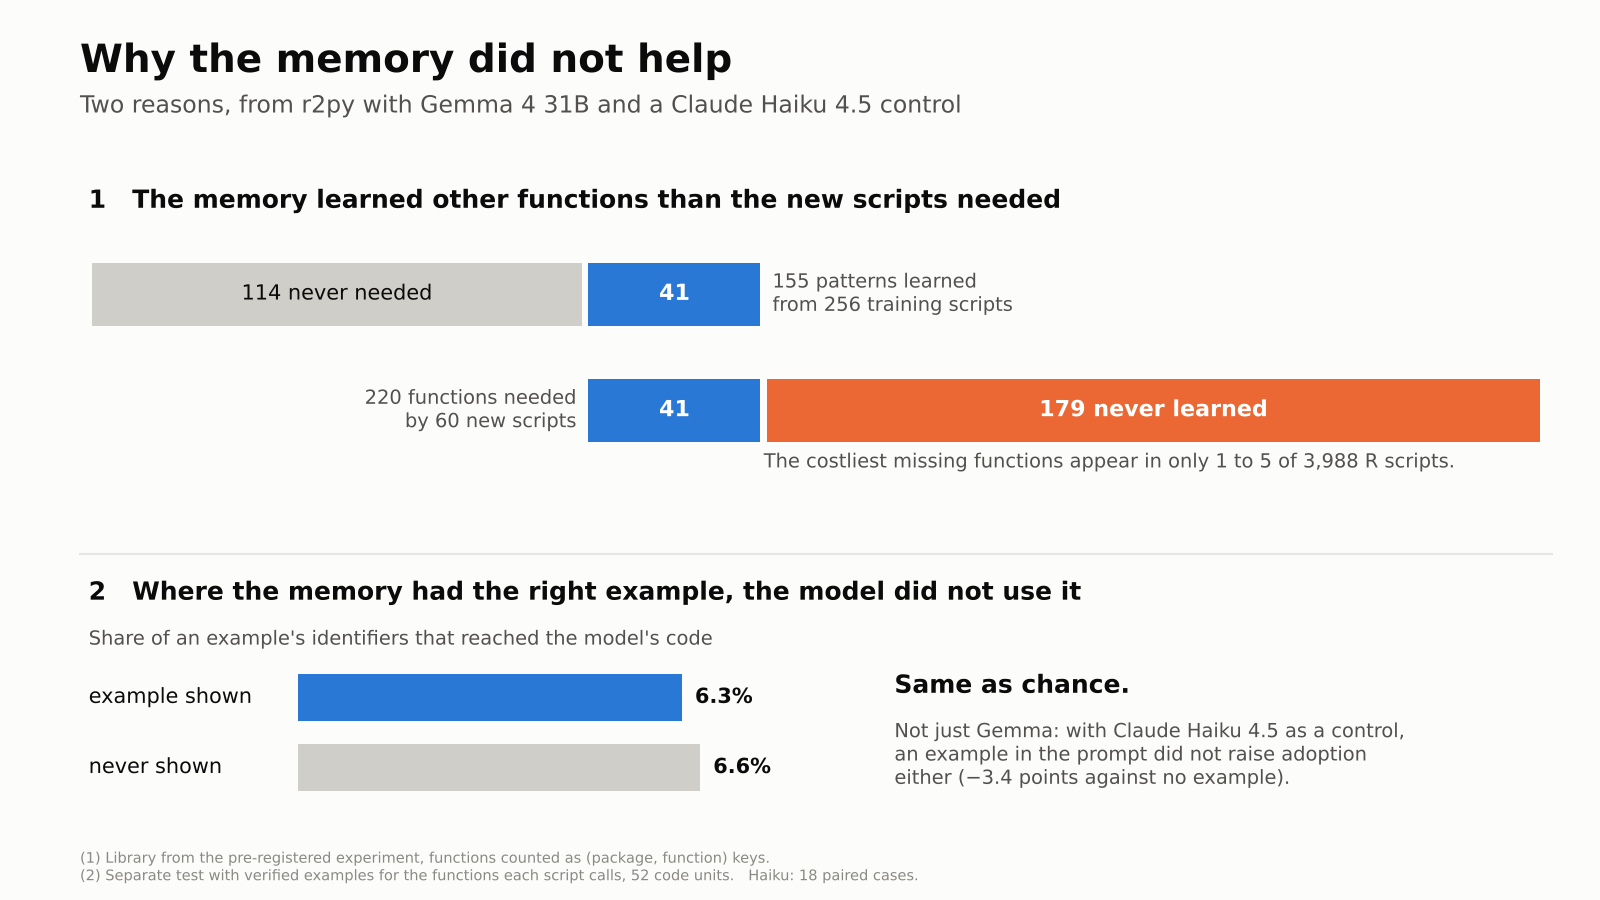 Why the memory did not help
Two reasons, from r2py with Gemma 4 31B and a Claude Haiku 4.5 control
1 The memory learned other functions than the new scripts needed
114 never needed
41
155 patterns learned
from 256 training scripts
220 functions needed
by 60 new scripts
41
179 never learned
The costliest missing functions appear in only 1 to 5 of 3,988 R scripts.
2 Where the memory had the right example, the model did not use it
Share of an example's identifiers that reached the model's code
example shown
6.3%
never shown
6.6%
Same as chance.
Not just Gemma: with Claude Haiku 4.5 as a control,
an example in the prompt did not raise adoption
either (−3.4 points against no example).
(1) Library from the pre-registered experiment, functions counted as (package, function) keys.
(2) Separate test with verified examples for the functions each script calls, 52 code units. Haiku: 18 paired cases.